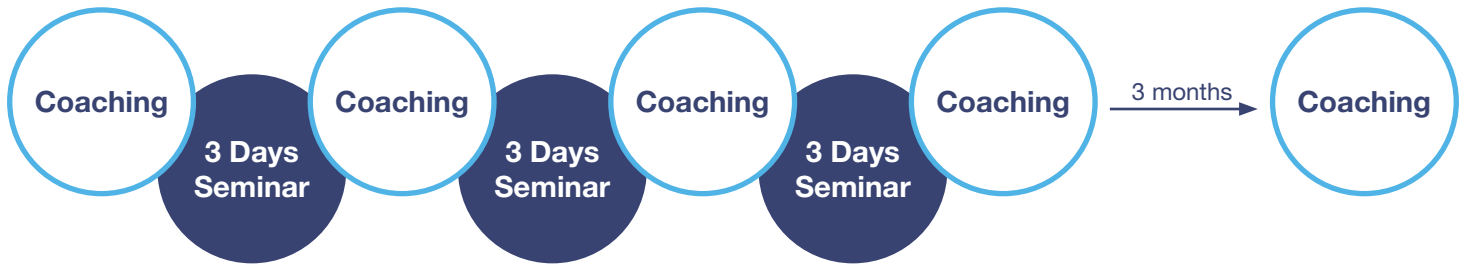 Coaching
3 Days
Seminar
Coaching
3 Days
Seminar
Coaching
3 Days
Seminar
Coaching
3 months
Coaching